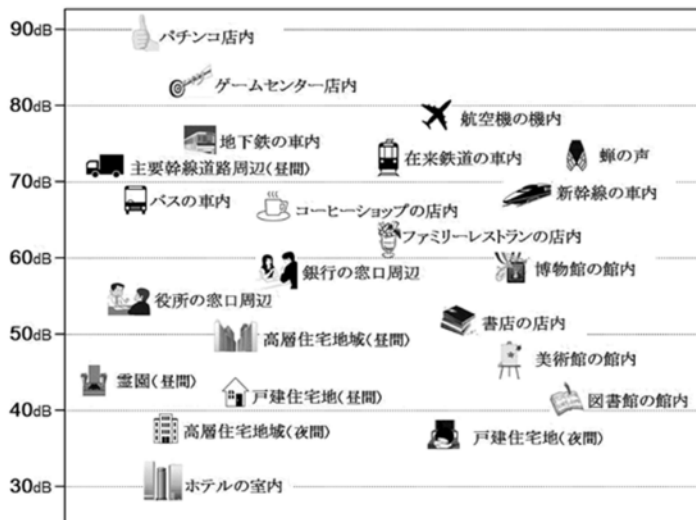 90dB
パチンコ店内
ゲームセンター店内
80dB
航空機の機内
地下鉄の車内
在来鉄道の車内
蝉の声
主要幹線道路周辺(昼間)
70dB
バスの車内
コーヒーショップの店内
新幹線の車内
ファミリーレストランの店内
60dB
銀行の窓口周辺
博物館の館内
役所の窓口周辺
書店の店内
50dB
高層住宅地域(昼間)
美術館の館内
霊園(昼間)
戸建住宅地(昼間)
図書館の館内
40dB
高層住宅地域(夜間)
戸建住宅地(夜間)
30dB
ホテルの室内